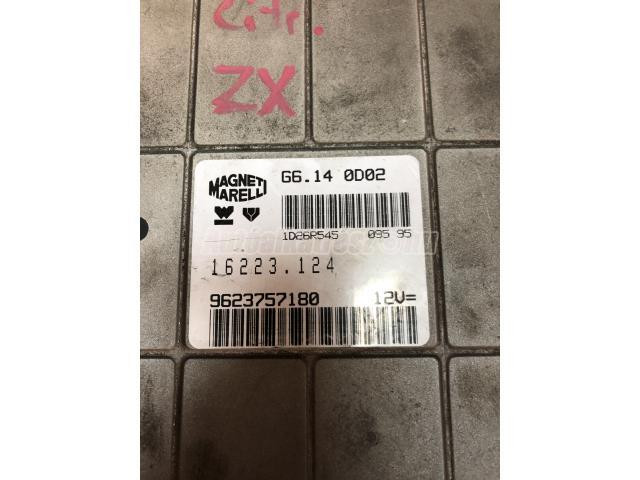 Citr.
ZX
MAGNETI
MARELLI
G6.14 0D02
1D26R545 095 95
16223.124
9623757180 12V=